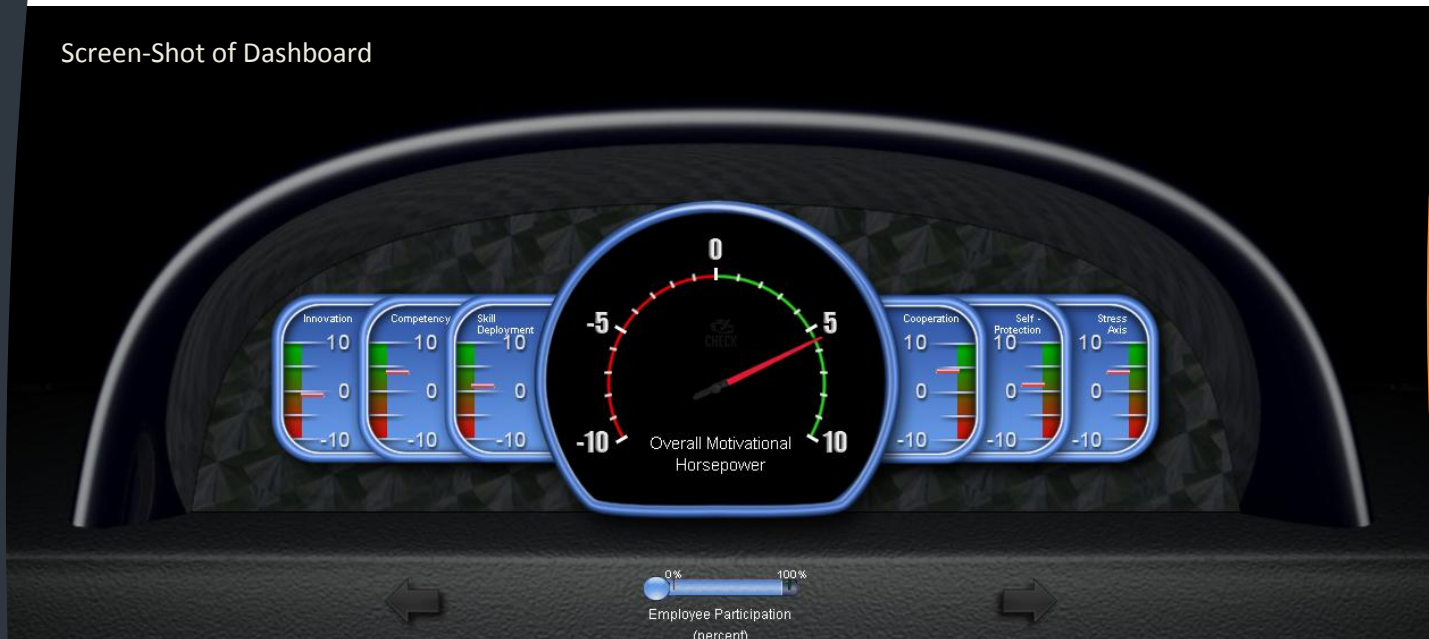 Screen-Shot of Dashboard
0
-5
5
-10
10
CHECK
Overall Motivational
Horsepower
Innovation
10
0
-10
Competency
10
0
-10
Skill
Deployment
10
0
-10
Cooperation
10
0
-10
Self -
Protection
10
0
-10
Stress
Axis
10
0
-10
0% 100%
Employee Participation
(percent)